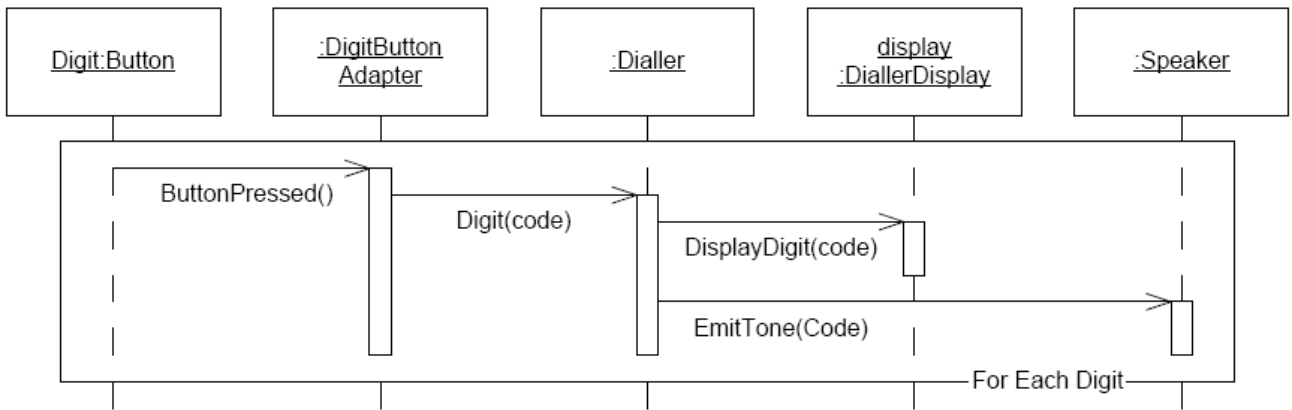 Digit:Button
:DigitButton
Adapter
:Dialler
display
:DiallerDisplay
:Speaker
ButtonPressed()
Digit(code)
DisplayDigit(code)
EmitTone(Code)
For Each Digit